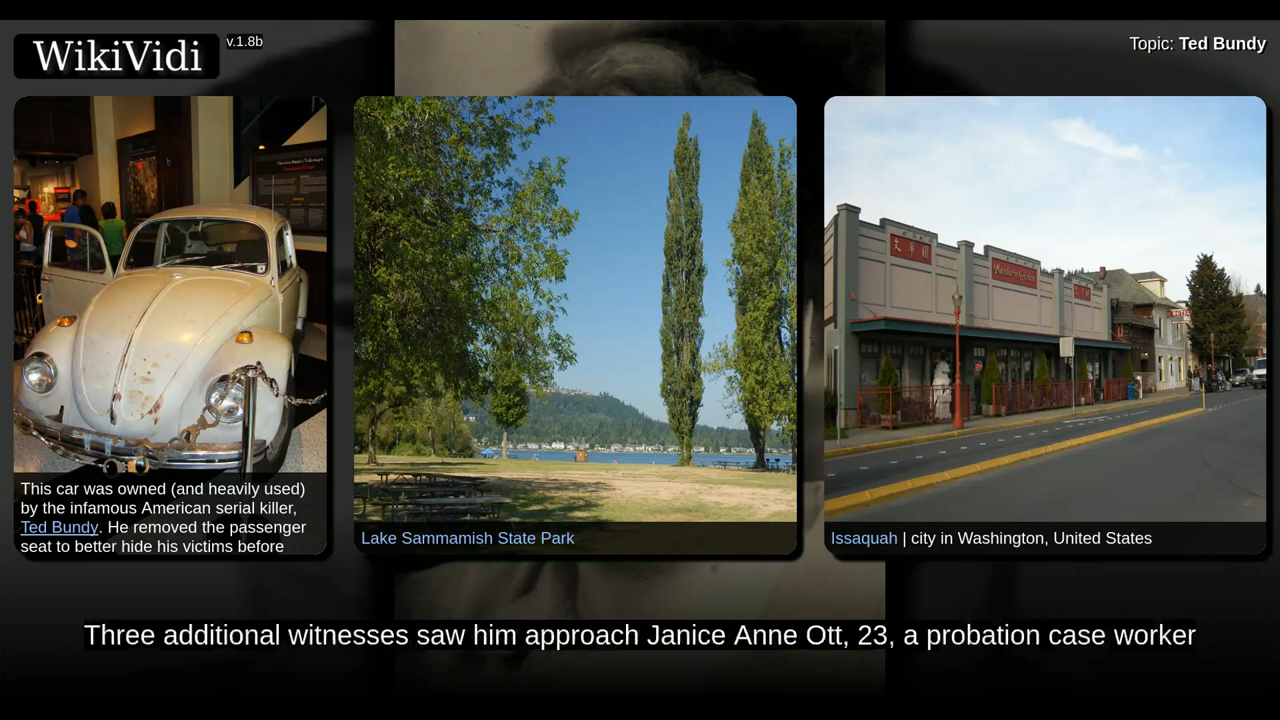 WikiVidi
v.1.8b
Topic: Ted Bundy
This car was owned (and heavily used)
by the infamous American serial killer,
Ted Bundy. He removed the passenger
seat to better hide his victims before
Lake Sammamish State Park
Issaquah | city in Washington, United States
Three additional witnesses saw him approach Janice Anne Ott, 23, a probation case worker